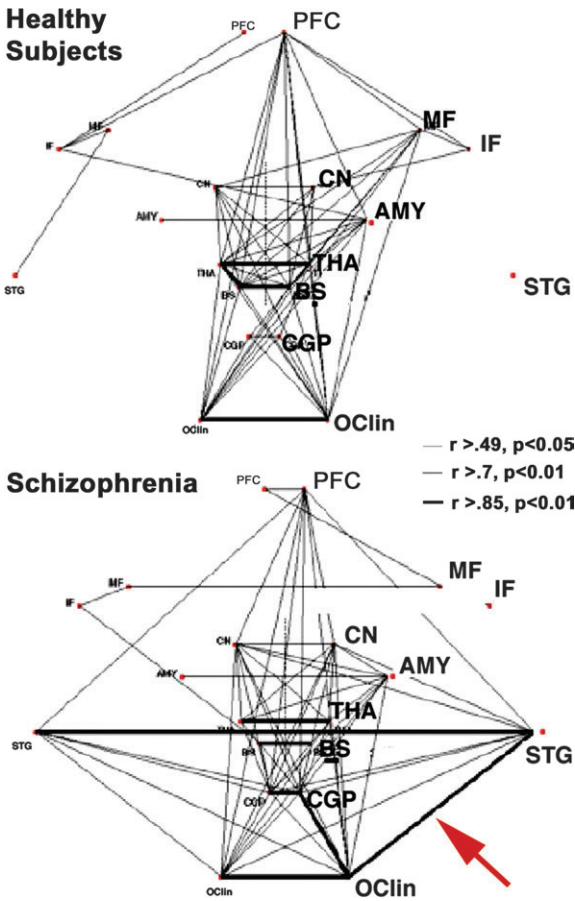 Healthy
Subjects
PFC PFC
MF MF
IF IF
CN CN
AMY AMY
THA THA
BS BS
STG STG
CGP CGP
OClin OClin
r >.49, p<0.05
r >.7, p<0.01
r >.85, p<0.01
Schizophrenia
PFC PFC
MF MF
IF IF
CN CN
AMY AMY
THA
STG STG
BS
CGP CGP
OClin OClin